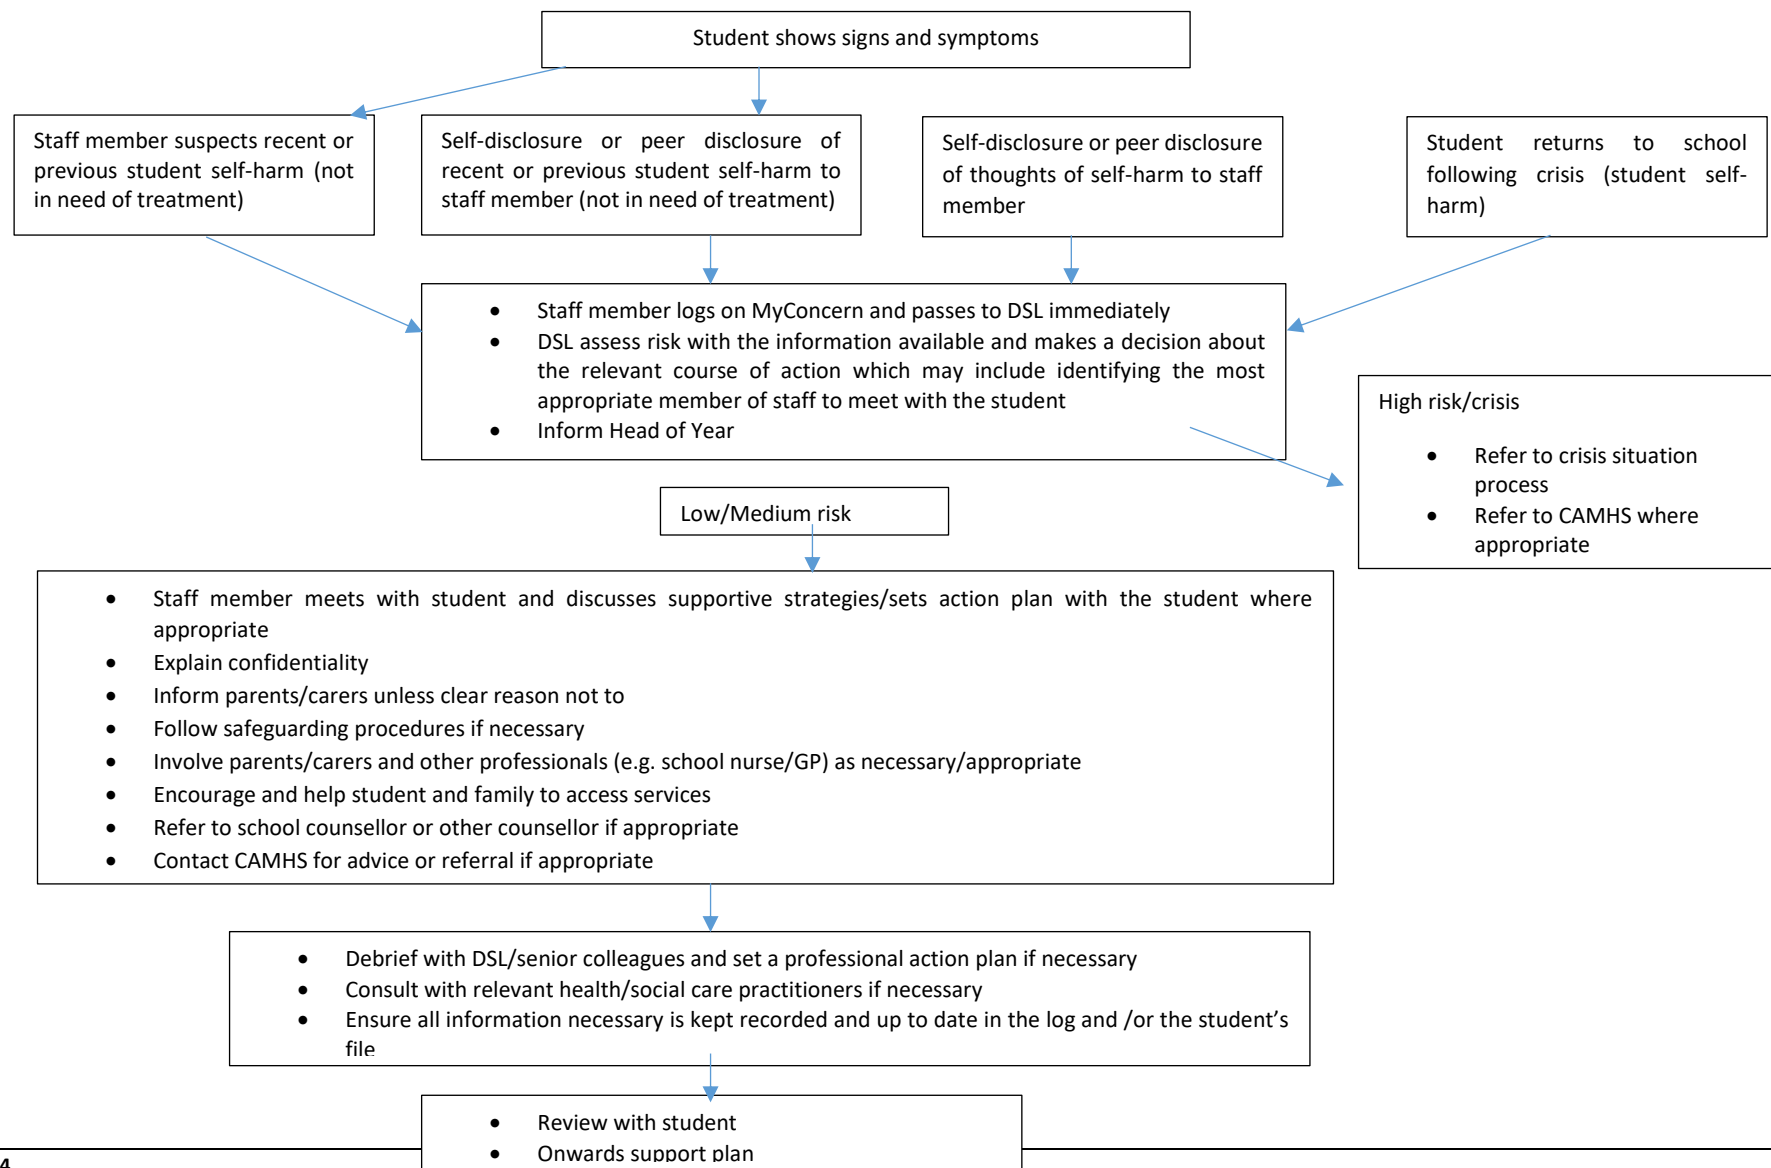 Student shows signs and symptoms
Staff member suspects recent or
previous student self-harm (not
in need of treatment)
Self-disclosure or peer disclosure of
recent or previous student self-harm to
staff member (not in need of treatment)
Self-disclosure or peer disclosure
of thoughts of self-harm to staff
member
Student returns to school
following crisis (student self-
harm)
• Staff member logs on MyConcern and passes to DSL immediately
• DSL assess risk with the information available and makes a decision about
the relevant course of action which may include identifying the most
appropriate member of staff to meet with the student
• Inform Head of Year
High risk/crisis
• Refer to crisis situation
process
• Refer to CAMHS where
appropriate
Low/Medium risk
• Staff member meets with student and discusses supportive strategies/sets action plan with the student where
appropriate
• Explain confidentiality
• Inform parents/carers unless clear reason not to
• Follow safeguarding procedures if necessary
• Involve parents/carers and other professionals (e.g. school nurse/GP) as necessary/appropriate
• Encourage and help student and family to access services
• Refer to school counsellor or other counsellor if appropriate
• Contact CAMHS for advice or referral if appropriate
• Debrief with DSL/senior colleagues and set a professional action plan if necessary
• Consult with relevant health/social care practitioners if necessary
• Ensure all information necessary is kept recorded and up to date in the log and /or the student’s
file
• Review with student
• Onwards support plan
4